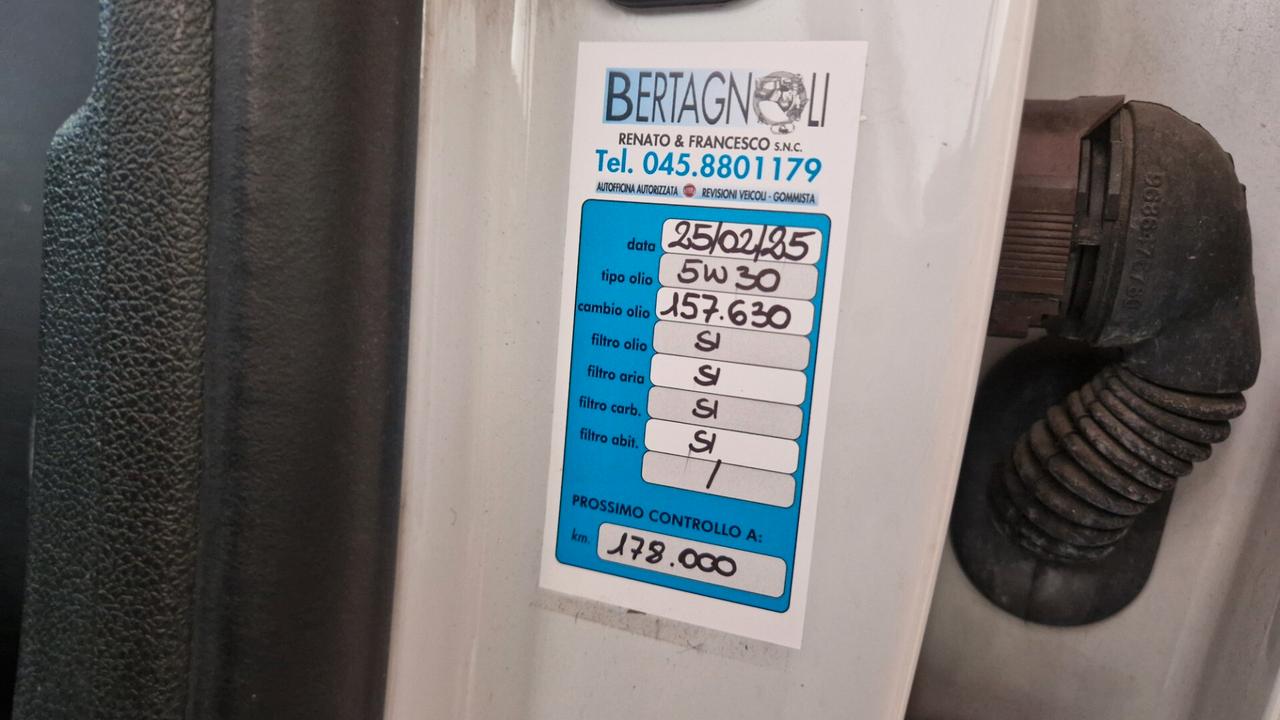 BERTAGNOLI
RENATO & FRANCESCO S.N.C.
Tel. 045.8801179
AUTOFFICINA AUTORIZZATA REVISIONI VEICOLI - GOMMISTA
data 25/02/25
tipo olio 5W30
cambio olio 157.630
filtro olio SI
filtro aria SI
filtro carb. SI
filtro abit. SI
/
PROSSIMO CONTROLLO A:
km. 178.000